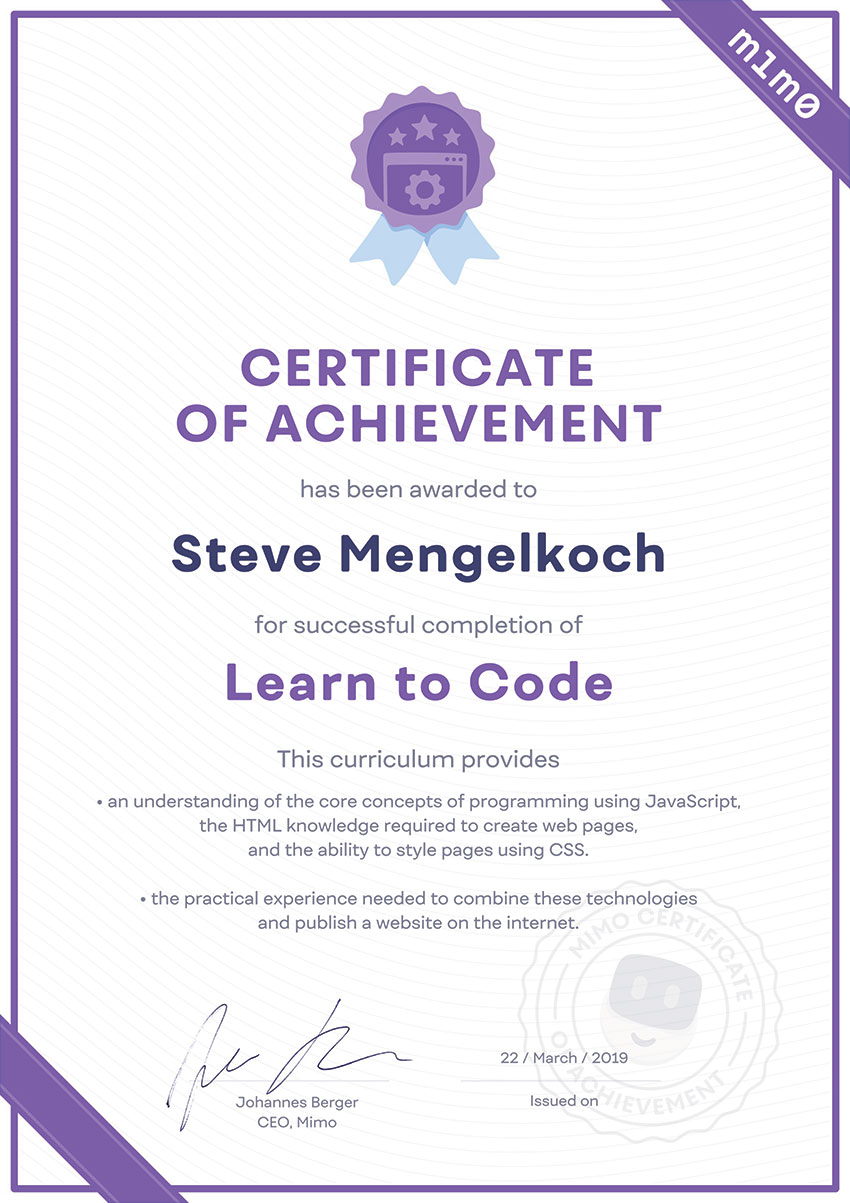 m1m0
CERTIFICATE
OF ACHIEVEMENT
has been awarded to
Steve Mengelkoch
for successful completion of
Learn to Code
This curriculum provides
• an understanding of the core concepts of programming using JavaScript,
the HTML knowledge required to create web pages,
and the ability to style pages using CSS.
• the practical experience needed to combine these technologies
and publish a website on the internet.
MIMO CERTIFICATE
OF ACHIEVEMENT
22 / March / 2019
Johannes Berger
CEO, Mimo
Issued on